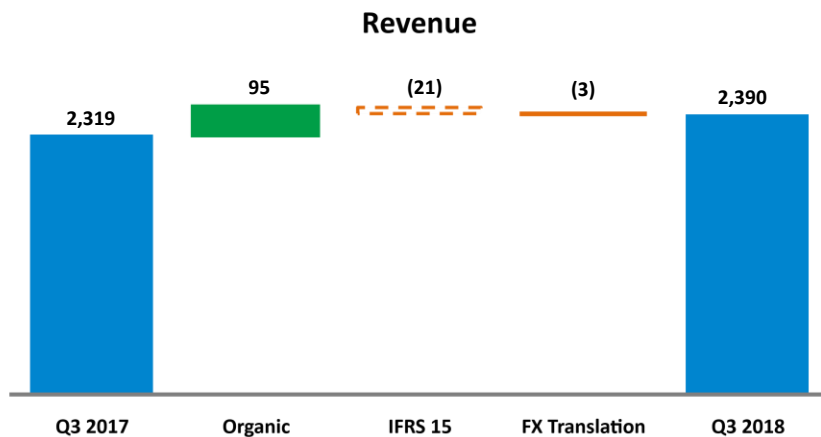 Revenue
2,319
95
(21)
(3)
2,390
Q3 2017
Organic
IFRS 15
FX Translation
Q3 2018